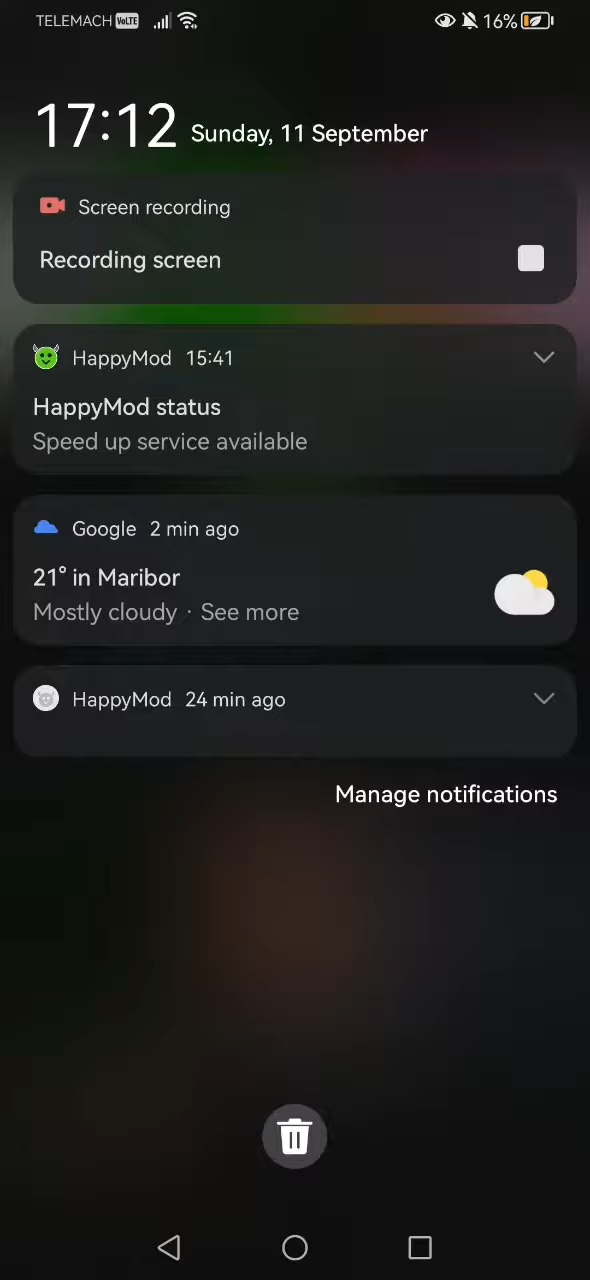 TELEMACH VoLTE 16%
17:12 Sunday, 11 September
Screen recording
Recording screen
HappyMod 15:41
HappyMod status
Speed up service available
Google 2 min ago
21° in Maribor
Mostly cloudy · See more
HappyMod 24 min ago
Manage notifications